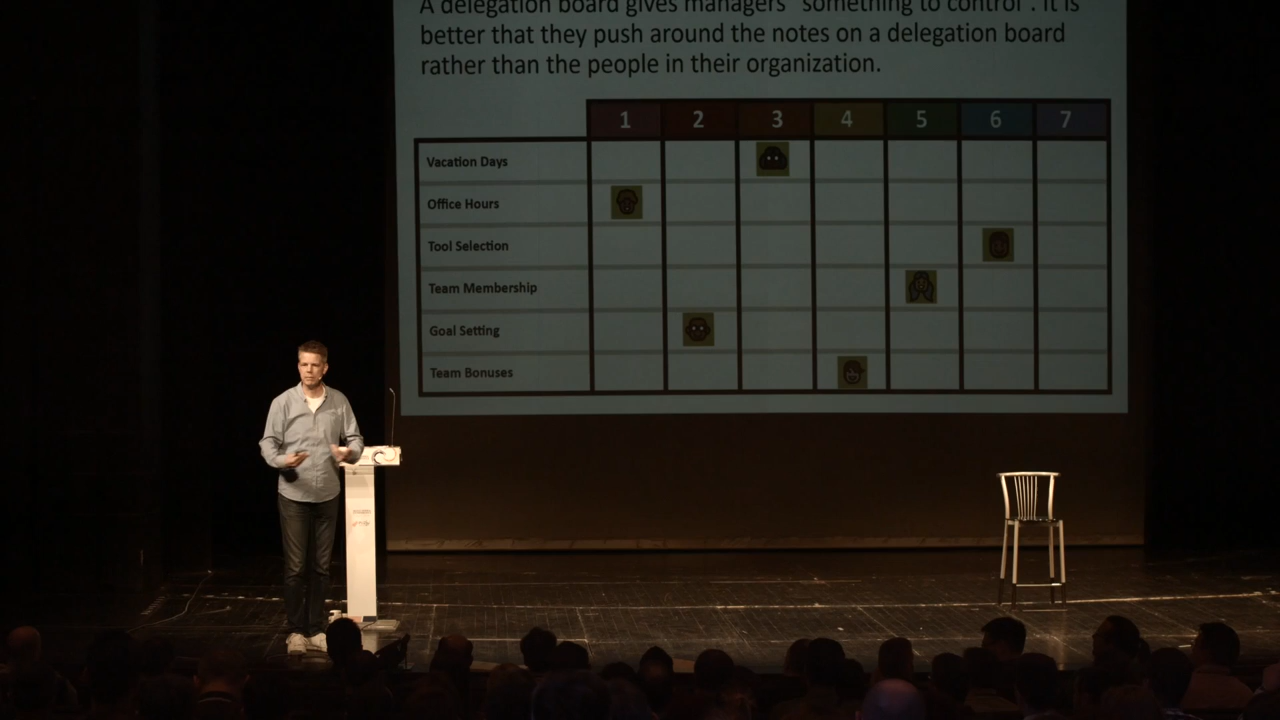 A delegation board gives managers "something to control". It is
better that they push around the notes on a delegation board
rather than the people in their organization.
1 2 3 4 5 6 7
Vacation Days
Office Hours
Tool Selection
Team Membership
Goal Setting
Team Bonuses